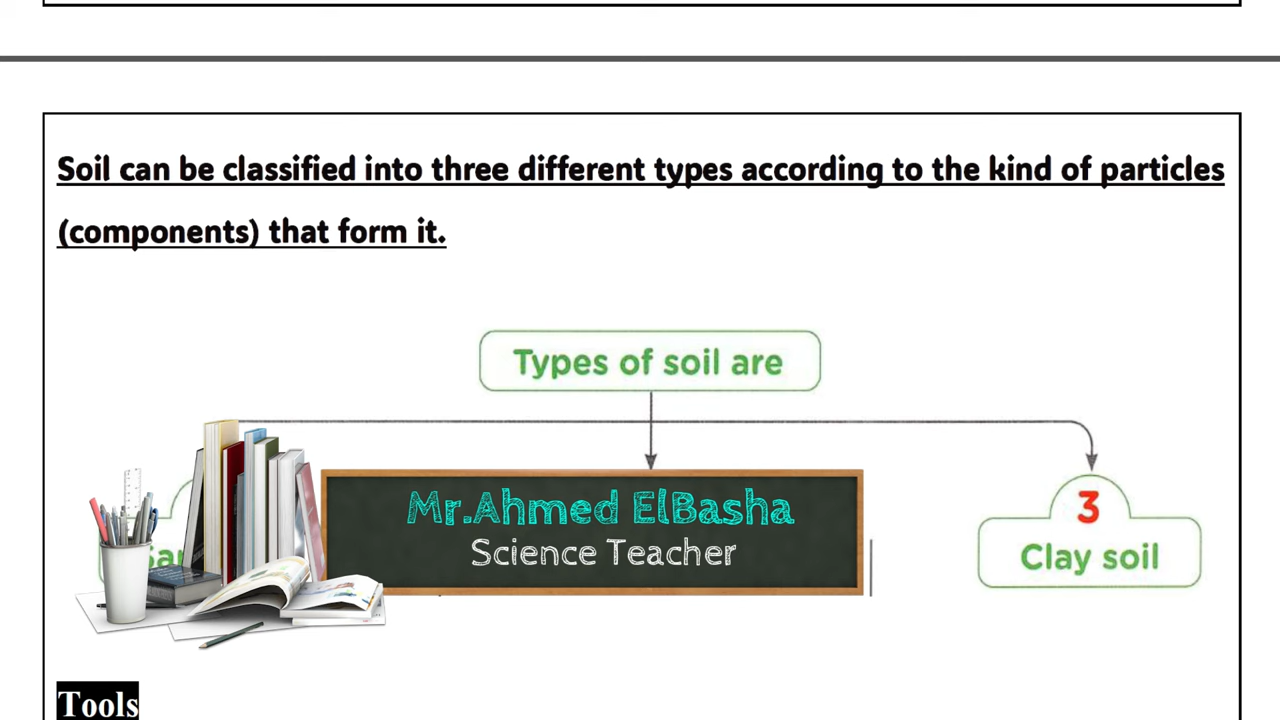 Soil can be classified into three different types according to the kind of particles
(components) that form it.
Types of soil are
Mr.Ahmed ElBasha
Science Teacher
3
Clay soil
Tools